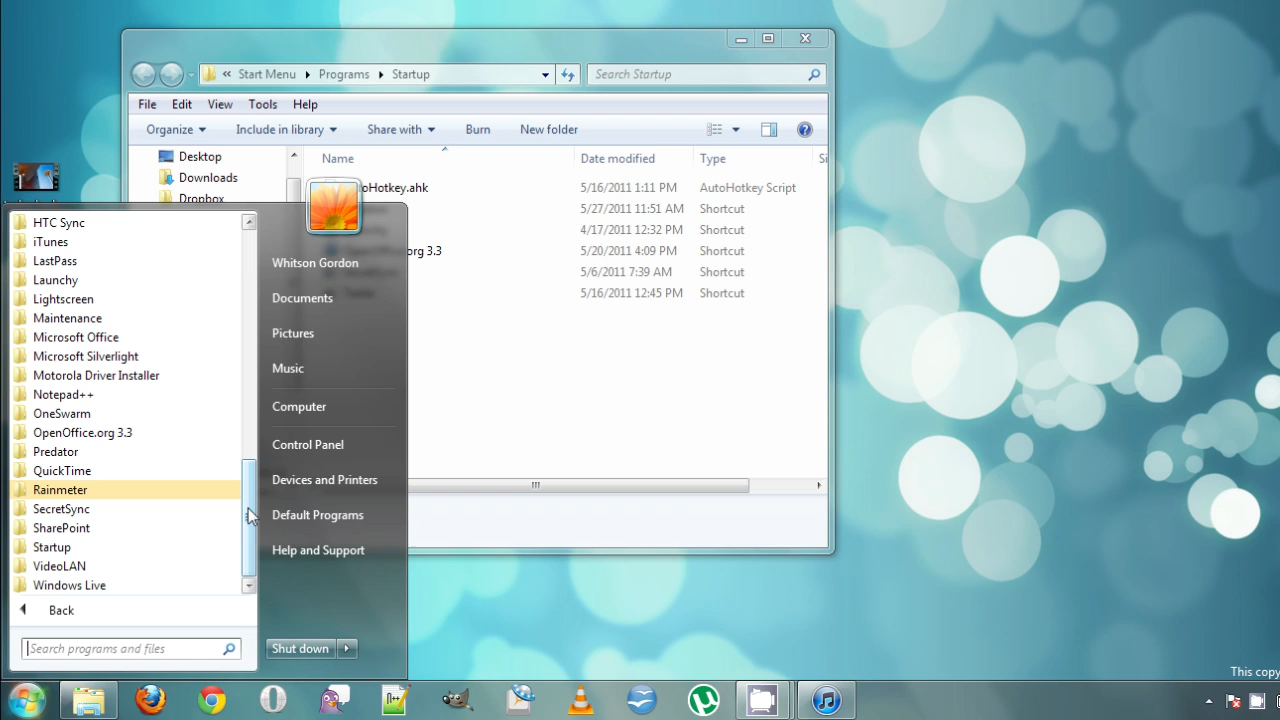 Start Menu Programs Startup
Search Startup
File Edit View Tools Help
Organize Include in library Share with Burn New folder
Name Date modified Type
Desktop
Downloads
Dropbox
oHotkey.ahk 5/16/2011 1:11 PM AutoHotkey Script
5/27/2011 11:51 AM Shortcut
4/17/2011 12:32 PM Shortcut
org 3.3 5/20/2011 4:09 PM Shortcut
5/6/2011 7:39 AM Shortcut
5/16/2011 12:45 PM Shortcut
HTC Sync
iTunes
LastPass
Launchy
Lightscreen
Maintenance
Microsoft Office
Microsoft Silverlight
Motorola Driver Installer
Notepad++
OneSwarm
OpenOffice.org 3.3
Predator
QuickTime
Rainmeter
SecretSync
SharePoint
Startup
VideoLAN
Windows Live
Back
Search programs and files
Whitson Gordon
Documents
Pictures
Music
Computer
Control Panel
Devices and Printers
Default Programs
Help and Support
Shut down
This copy